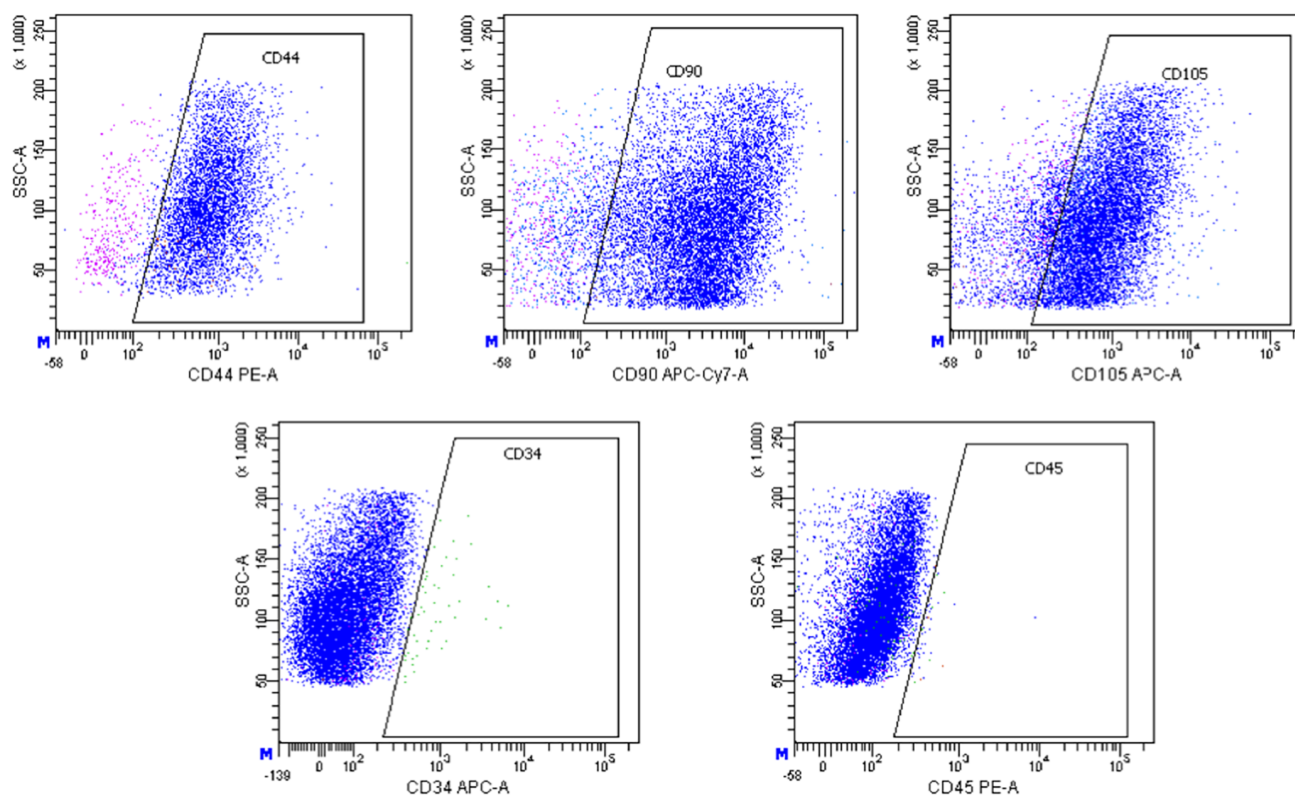 (x 1,000)
SSC-A
250
200
150
100
50
CD44
M
-58
0
10²
10³
10⁴
10⁵
CD44 PE-A
(x 1,000)
SSC-A
250
200
150
100
50
CD90
-58
0
10²
10³
10⁴
10⁵
CD90 APC-Cy7-A
(x 1,000)
SSC-A
250
200
150
100
50
CD105
M
-58
0
10²
10³
10⁴
10⁵
CD105 APC-A
(x 1,000)
SSC-A
250
200
150
100
50
CD34
M
-139
0
10²
10³
10⁴
10⁵
CD34 APC-A
(x 1,000)
SSC-A
250
200
150
100
50
CD45
M
-58
0
10²
10³
10⁴
10⁵
CD45 PE-A